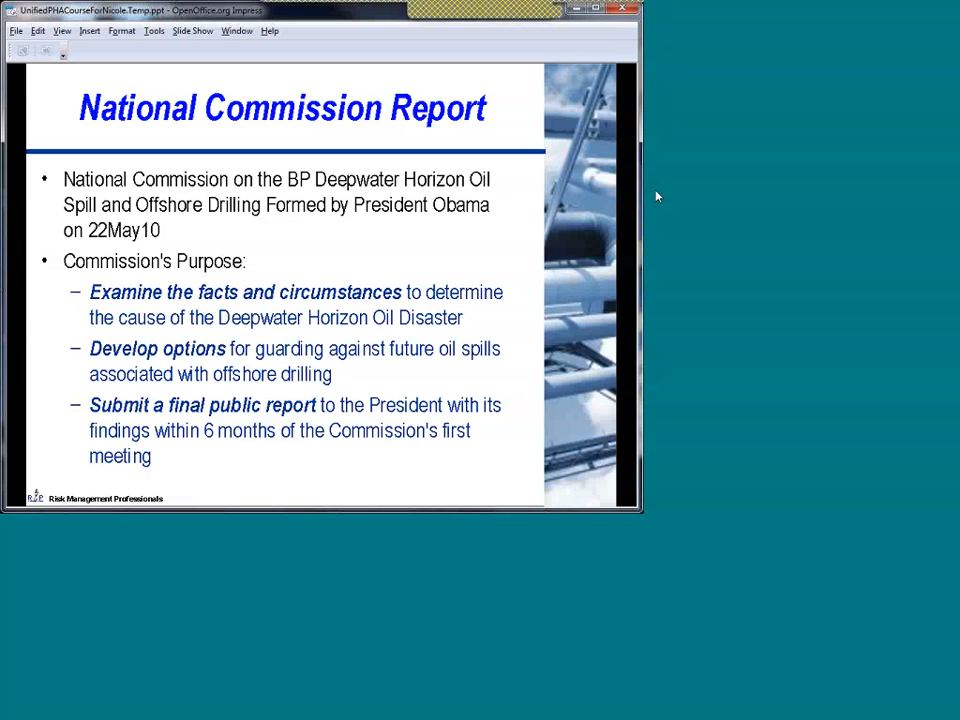 UnifiedPHACourseForNicole.Temp.ppt - OpenOffice.org Impress
File Edit View Insert Format Tools Slide Show Window Help
National Commission Report
• National Commission on the BP Deepwater Horizon Oil
Spill and Offshore Drilling Formed by President Obama
on 22May10
• Commission's Purpose:
– Examine the facts and circumstances to determine
the cause of the Deepwater Horizon Oil Disaster
– Develop options for guarding against future oil spills
associated with offshore drilling
– Submit a final public report to the President with its
findings within 6 months of the Commission's first
meeting
Risk Management Professionals